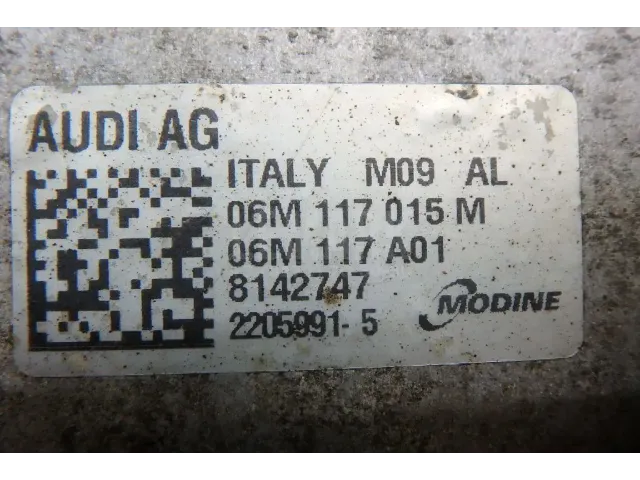 AUDI AG
ITALY M09 AL
06M 117 015 M
06M 117 A01
8142747
2205991-5
MODINE